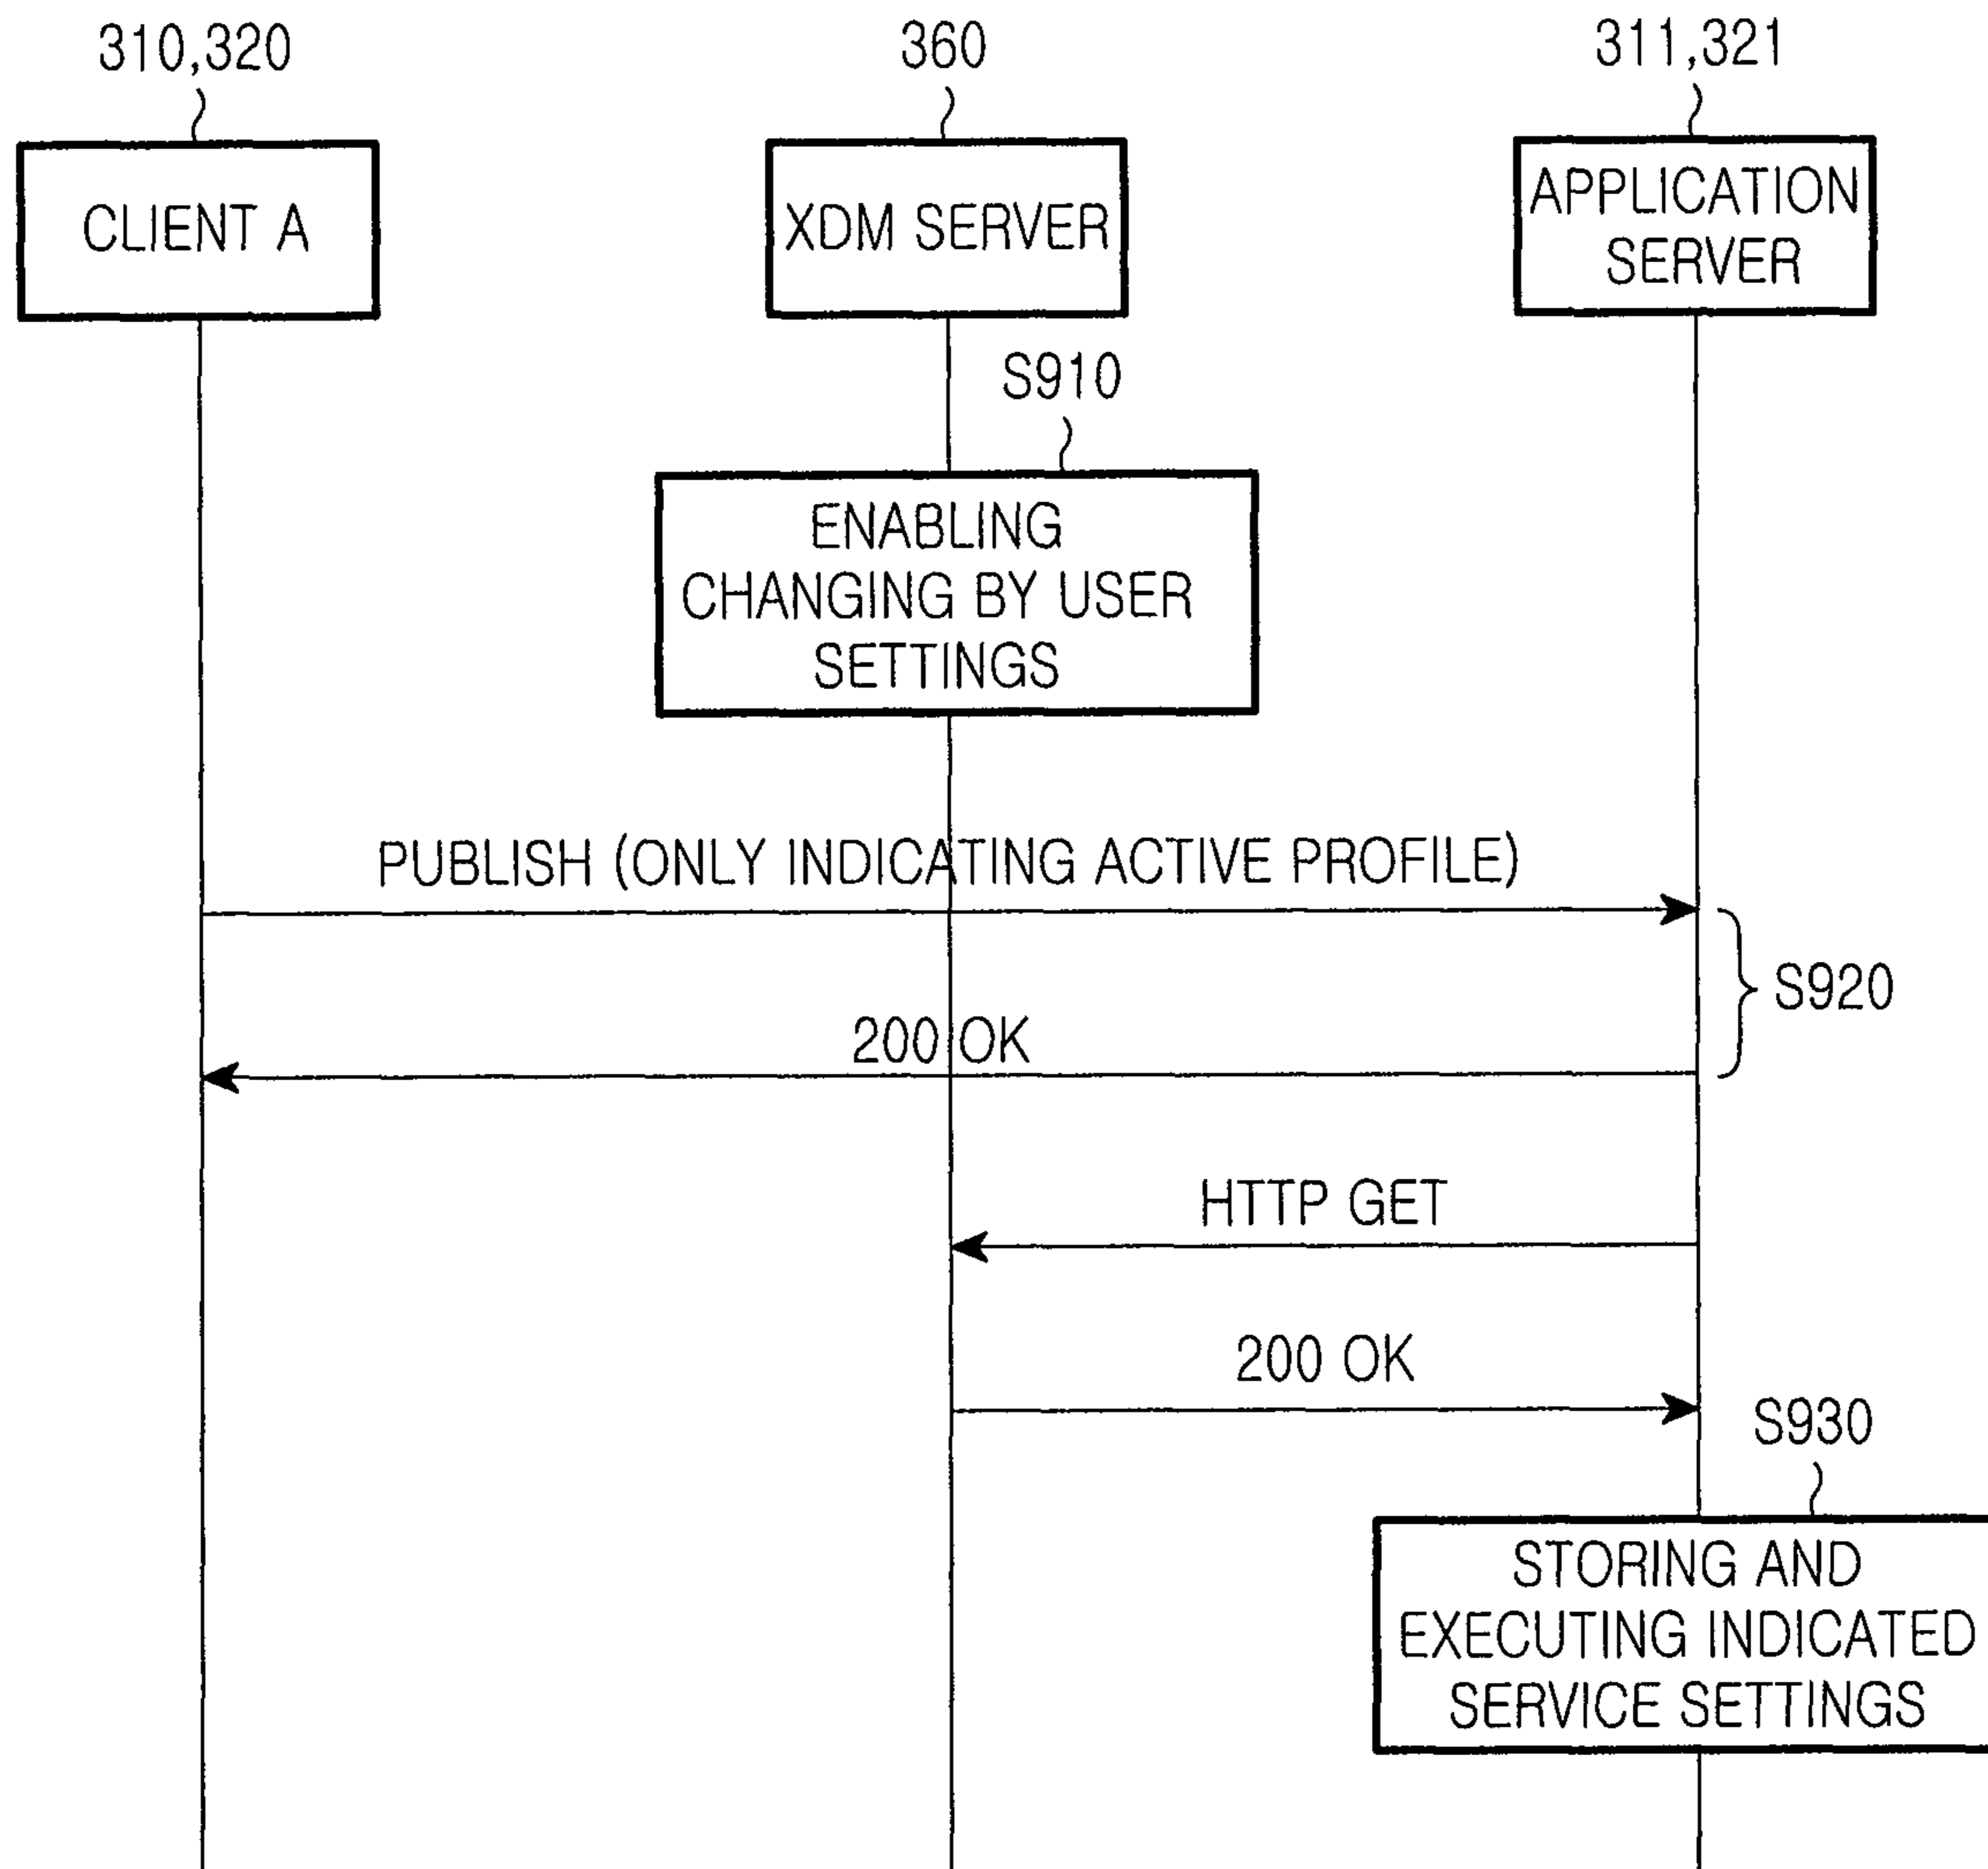 310,320
360
311,321
CLIENT A
XDM SERVER
APPLICATION
SERVER
S910
ENABLING
CHANGING BY USER
SETTINGS
PUBLISH (ONLY INDICATING ACTIVE PROFILE)
S920
200 OK
HTTP GET
200 OK
S930
STORING AND
EXECUTING INDICATED
SERVICE SETTINGS